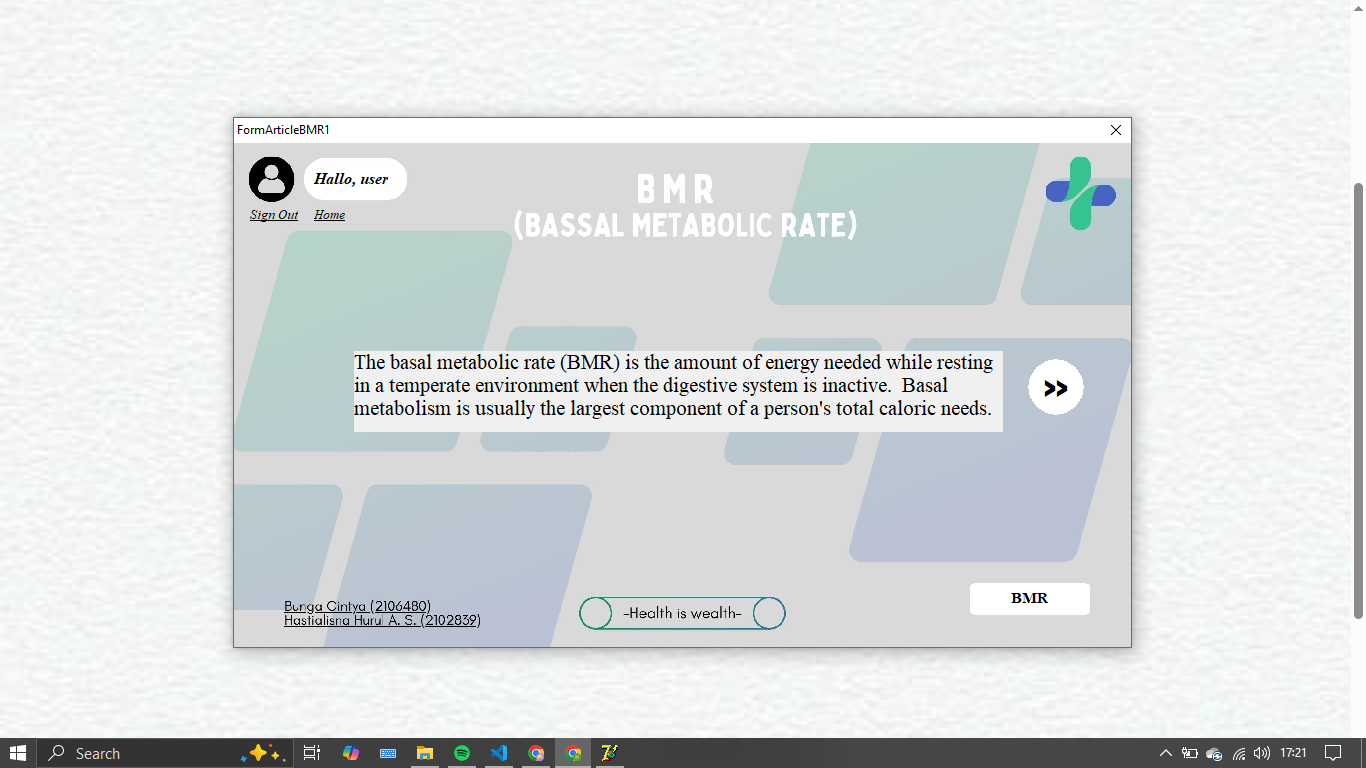 FormArticleBMR1
Hallo, user
Sign Out Home
BMR
(BASSAL METABOLIC RATE)
The basal metabolic rate (BMR) is the amount of energy needed while resting
in a temperate environment when the digestive system is inactive.  Basal
metabolism is usually the largest component of a person's total caloric needs.
Bunga Cintya (2106480)
Hastialisna Hurul A. S. (2102839)
-Health is wealth-
BMR
Search
17:21